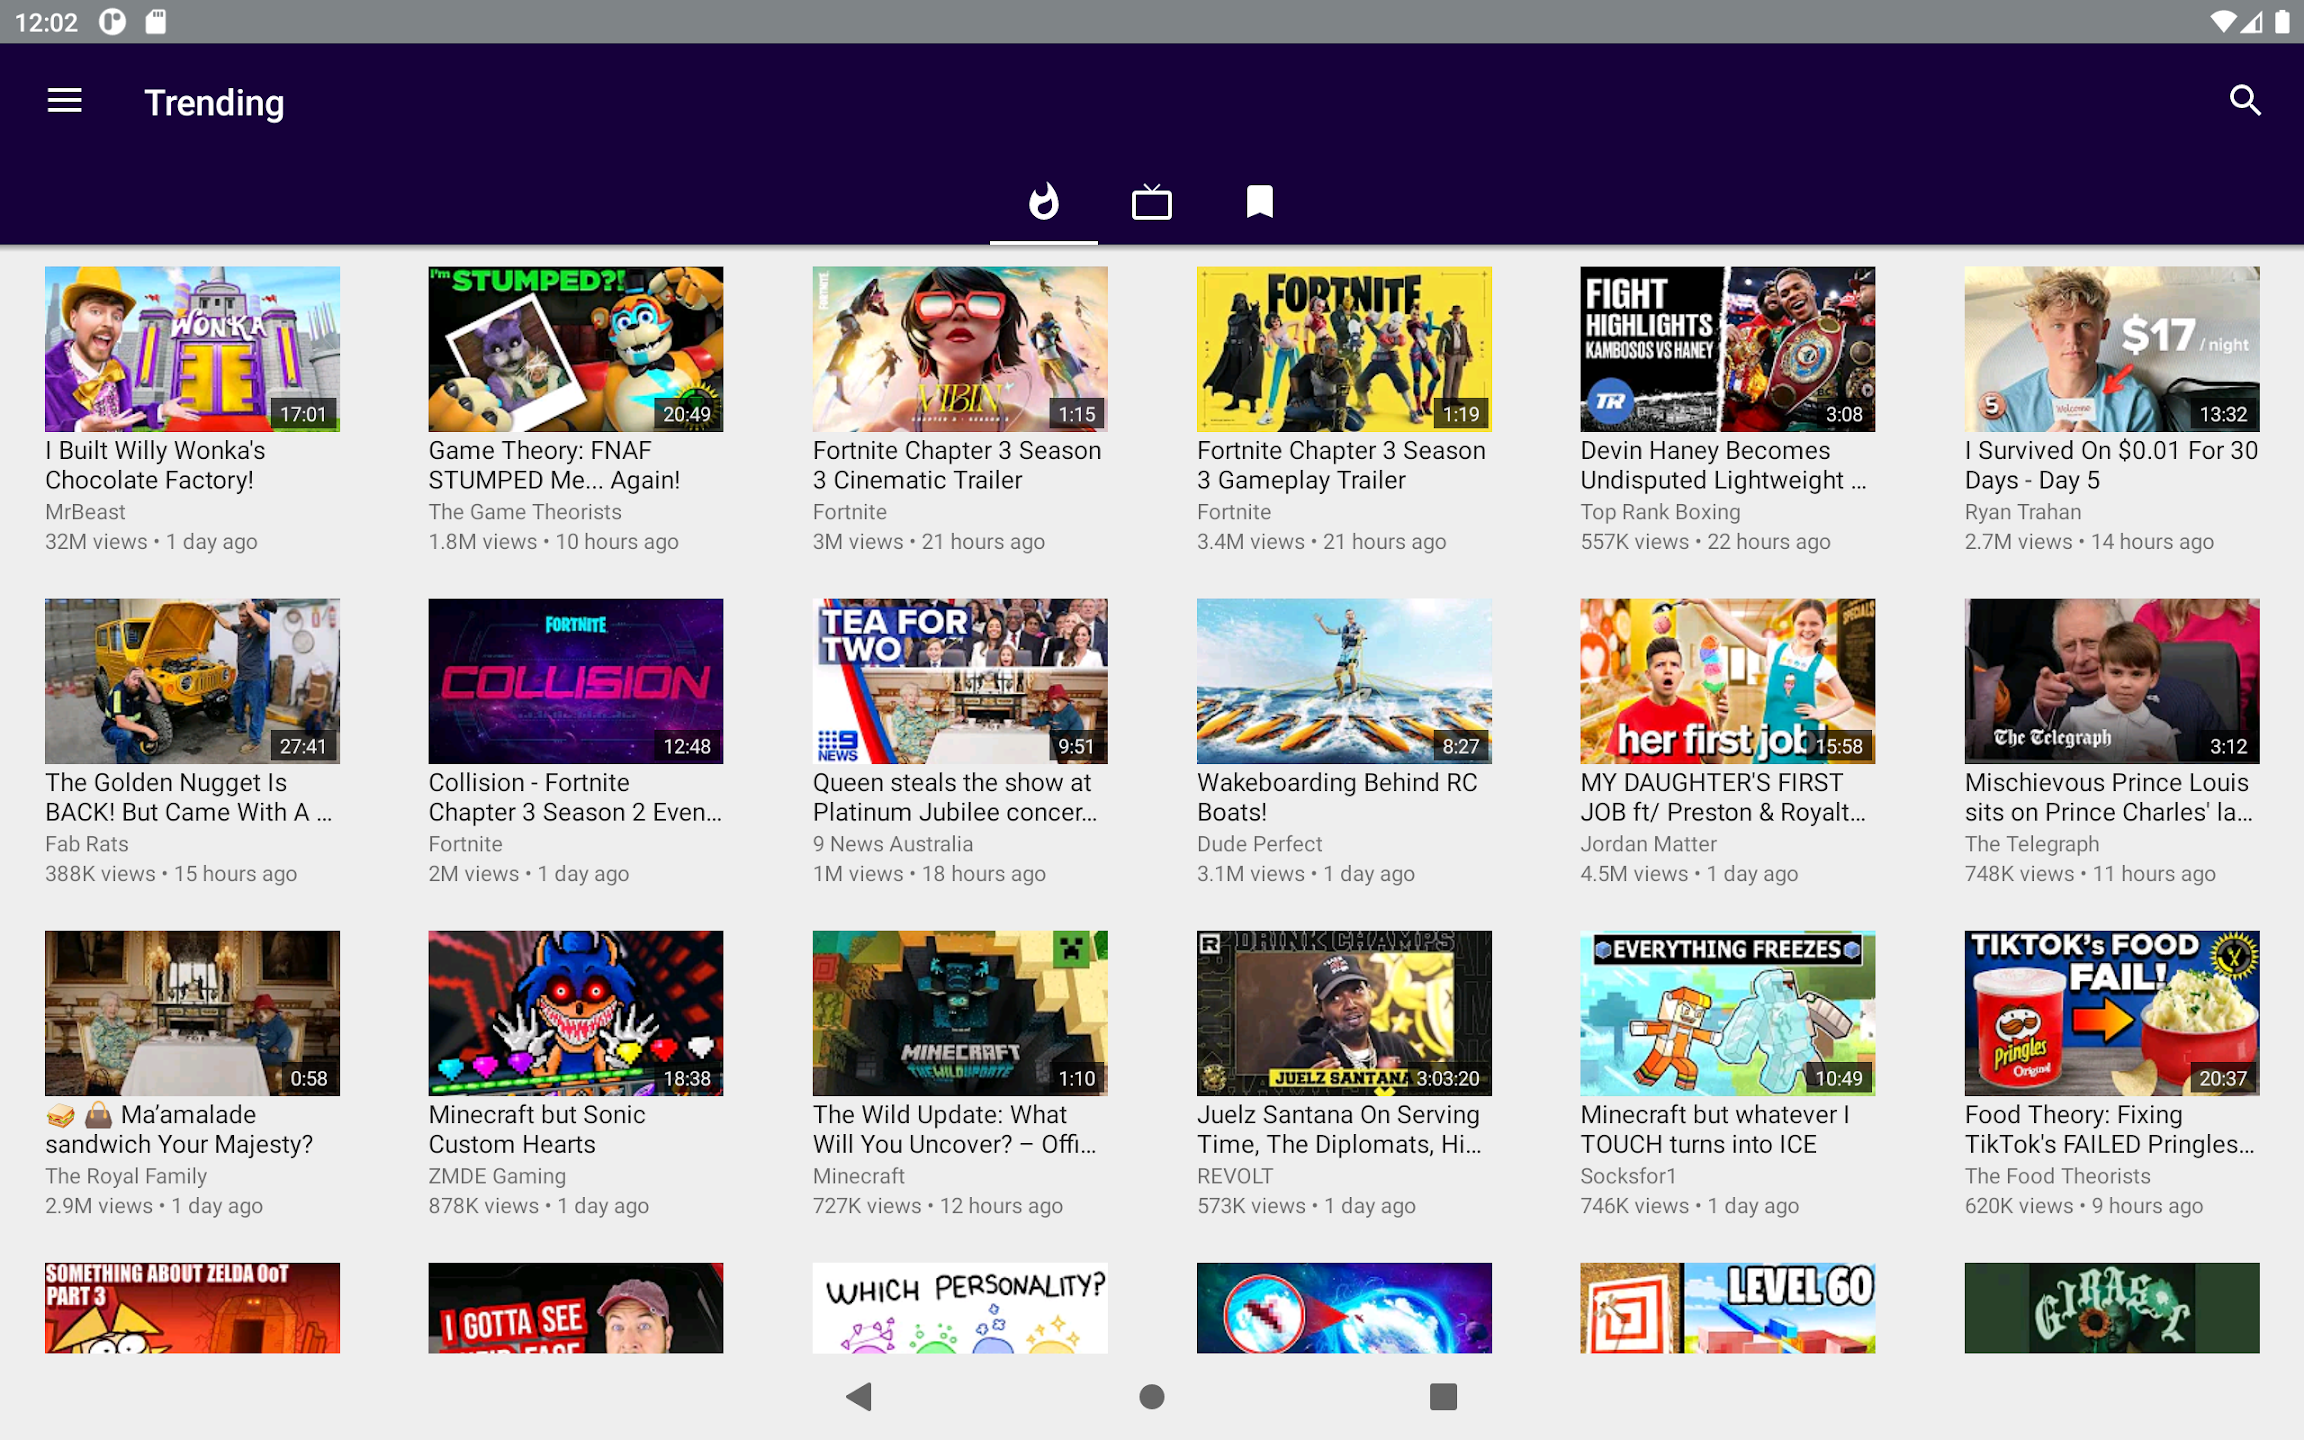 12:02
Trending
WONKA
17:01
I Built Willy Wonka's
Chocolate Factory!
MrBeast
32M views • 1 day ago
I'm STUMPED?!
20:49
Game Theory: FNAF
STUMPED Me... Again!
The Game Theorists
1.8M views • 10 hours ago
FORTNITE
VIBIN
CHAPTER 3 - SEASON 3
1:15
Fortnite Chapter 3 Season
3 Cinematic Trailer
Fortnite
3M views • 21 hours ago
FORTNITE
1:19
Fortnite Chapter 3 Season
3 Gameplay Trailer
Fortnite
3.4M views • 21 hours ago
FIGHT
HIGHLIGHTS
KAMBOSOS VS HANEY
TR
3:08
Devin Haney Becomes
Undisputed Lightweight ...
Top Rank Boxing
557K views • 22 hours ago
$17 / night
Welcome
5
13:32
I Survived On $0.01 For 30
Days - Day 5
Ryan Trahan
2.7M views • 14 hours ago
27:41
The Golden Nugget Is
BACK! But Came With A ...
Fab Rats
388K views • 15 hours ago
FORTNITE
COLLISION
12:48
Collision - Fortnite
Chapter 3 Season 2 Even...
Fortnite
2M views • 1 day ago
TEA FOR
TWO
9
NEWS
9:51
Queen steals the show at
Platinum Jubilee concer...
9 News Australia
1M views • 18 hours ago
8:27
Wakeboarding Behind RC
Boats!
Dude Perfect
3.1M views • 1 day ago
SPECIALS
her first job
15:58
MY DAUGHTER'S FIRST
JOB ft/ Preston & Royalt...
Jordan Matter
4.5M views • 1 day ago
The Telegraph
3:12
Mischievous Prince Louis
sits on Prince Charles' la...
The Telegraph
748K views • 11 hours ago
0:58
🥪 👜 Ma’amalade
sandwich Your Majesty?
The Royal Family
2.9M views • 1 day ago
18:38
Minecraft but Sonic
Custom Hearts
ZMDE Gaming
878K views • 1 day ago
MINECRAFT
THE WILD UPDATE
1:10
The Wild Update: What
Will You Uncover? – Offi...
Minecraft
727K views • 12 hours ago
R
DRINK CHAMPS
JUELZ SANTANA
3:03:20
Juelz Santana On Serving
Time, The Diplomats, Hi...
REVOLT
573K views • 1 day ago
EVERYTHING FREEZES
10:49
Minecraft but whatever I
TOUCH turns into ICE
Socksfor1
746K views • 1 day ago
TIKTOK's FOOD
FAIL!
Pringles
Original
20:37
Food Theory: Fixing
TikTok's FAILED Pringles...
The Food Theorists
620K views • 9 hours ago
SOMETHING ABOUT ZELDA OoT
PART 3
I GOTTA SEE
WHICH PERSONALITY?
LEVEL 60
GIRASOL